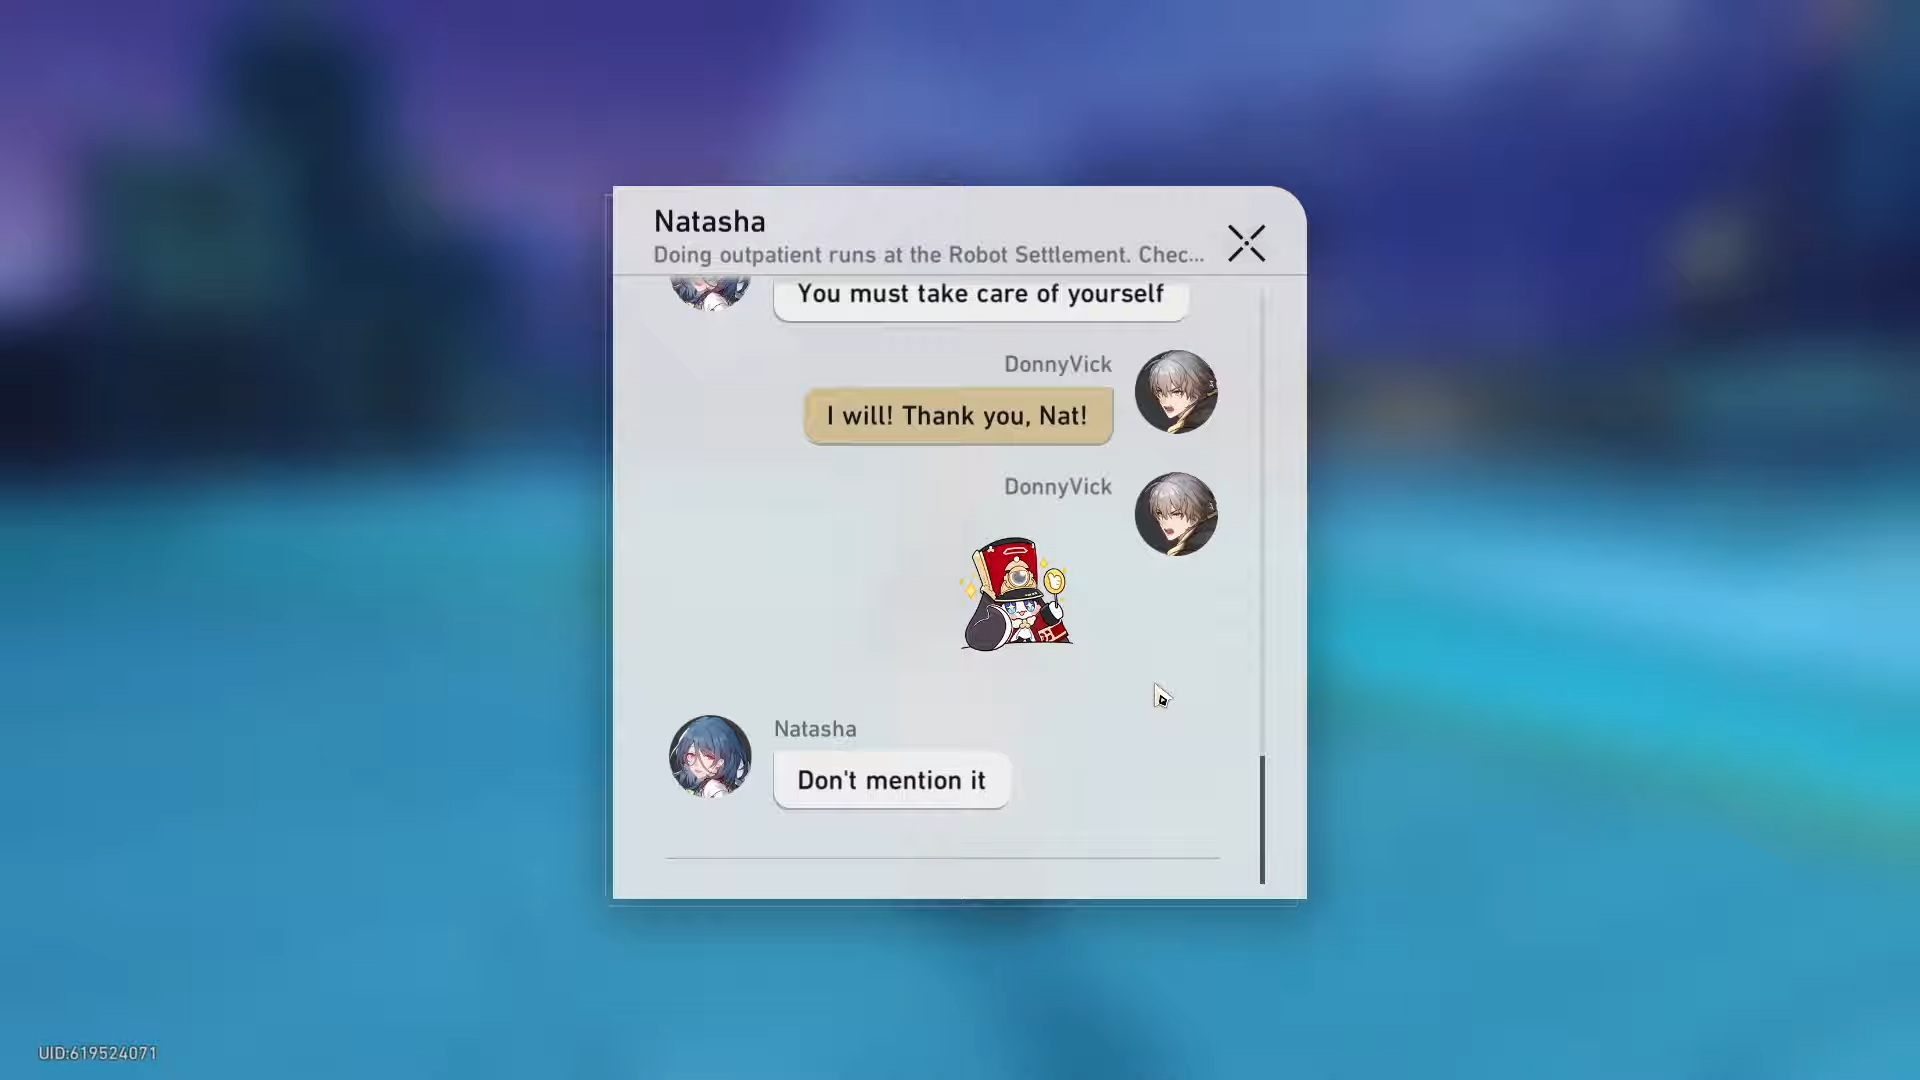 Natasha
Doing outpatient runs at the Robot Settlement. Chec...
You must take care of yourself
DonnyVick
I will! Thank you, Nat!
DonnyVick
Natasha
Don't mention it
UID:619524071